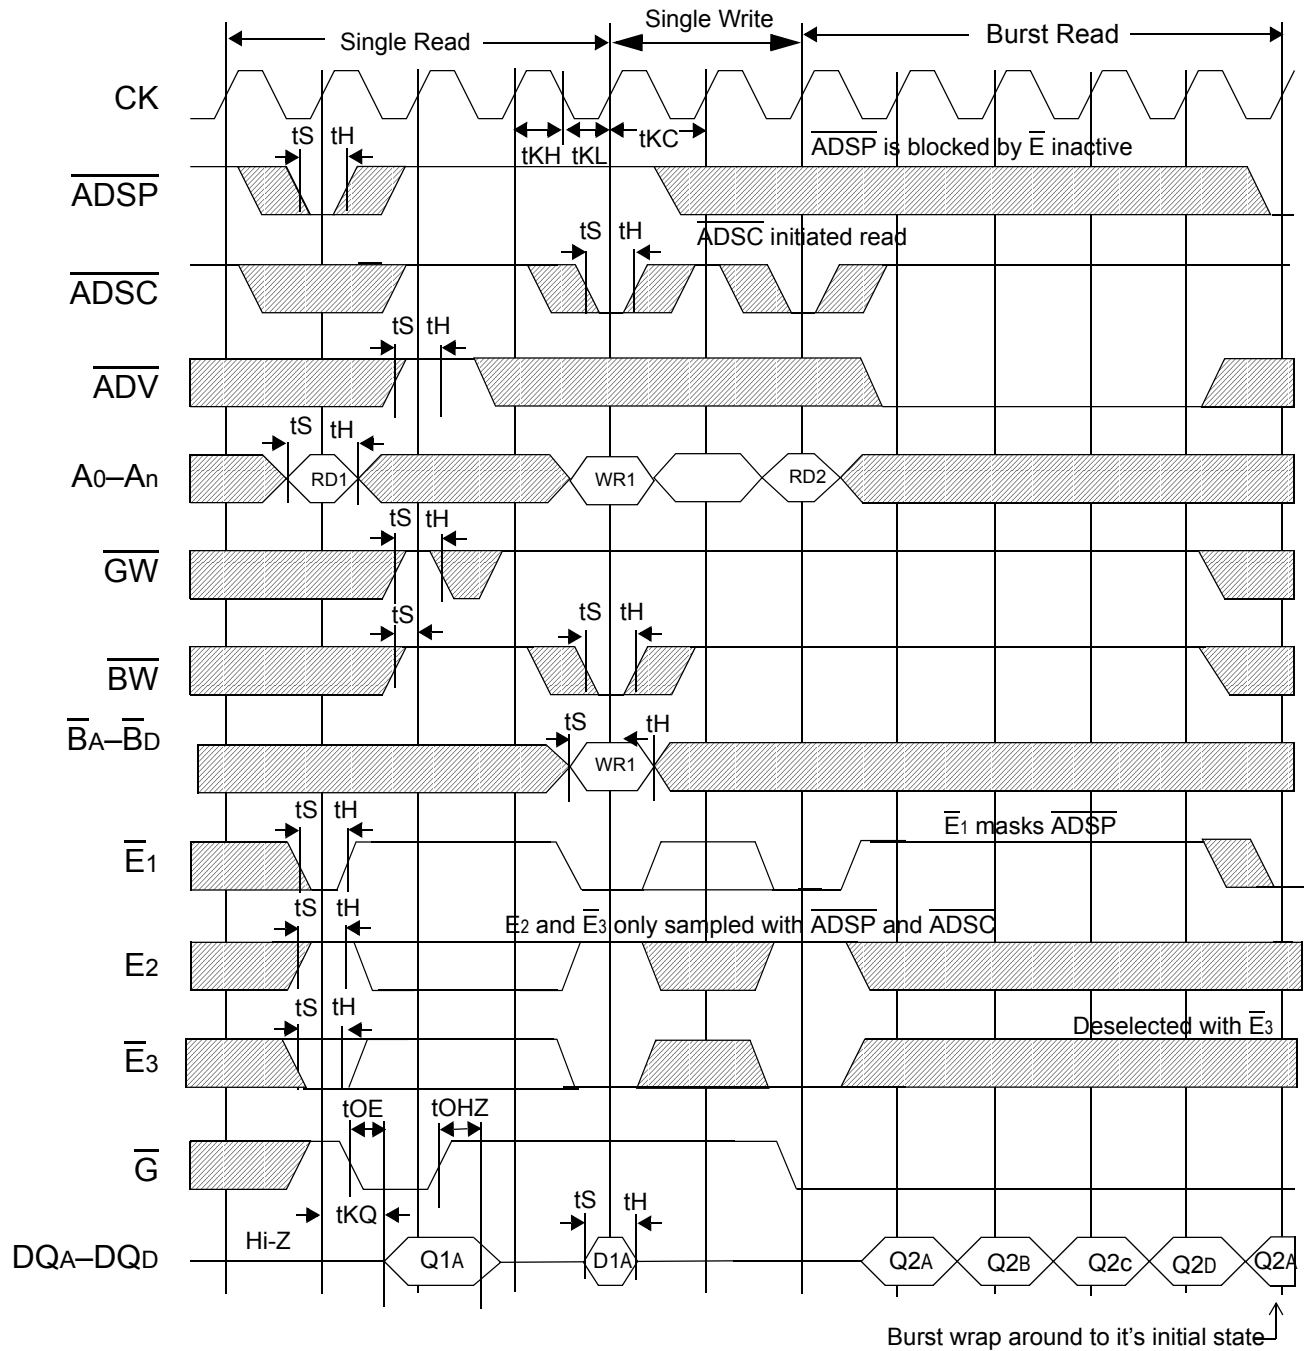 Single Read
Single Write
Burst Read
CK
tS tH
tKH tKL tKC
ADSP is blocked by E inactive
ADSP
tS tH
ADSC initiated read
ADSC
tS tH
ADV
tS tH
A0–An
RD1 WR1 RD2
tS tH
GW
tS tS tH
BW
BA–BD
tS tH
WR1
tS tH
E1 masks ADSP
E1
tS tH
E2 and E3 only sampled with ADSP and ADSC
E2
tS tH
Deselected with E3
E3
tOE tOHZ
G
tKQ tS tH
Hi-Z
DQA–DQD
Q1A D1A Q2A Q2B Q2c Q2D Q2A
Burst wrap around to it's initial state